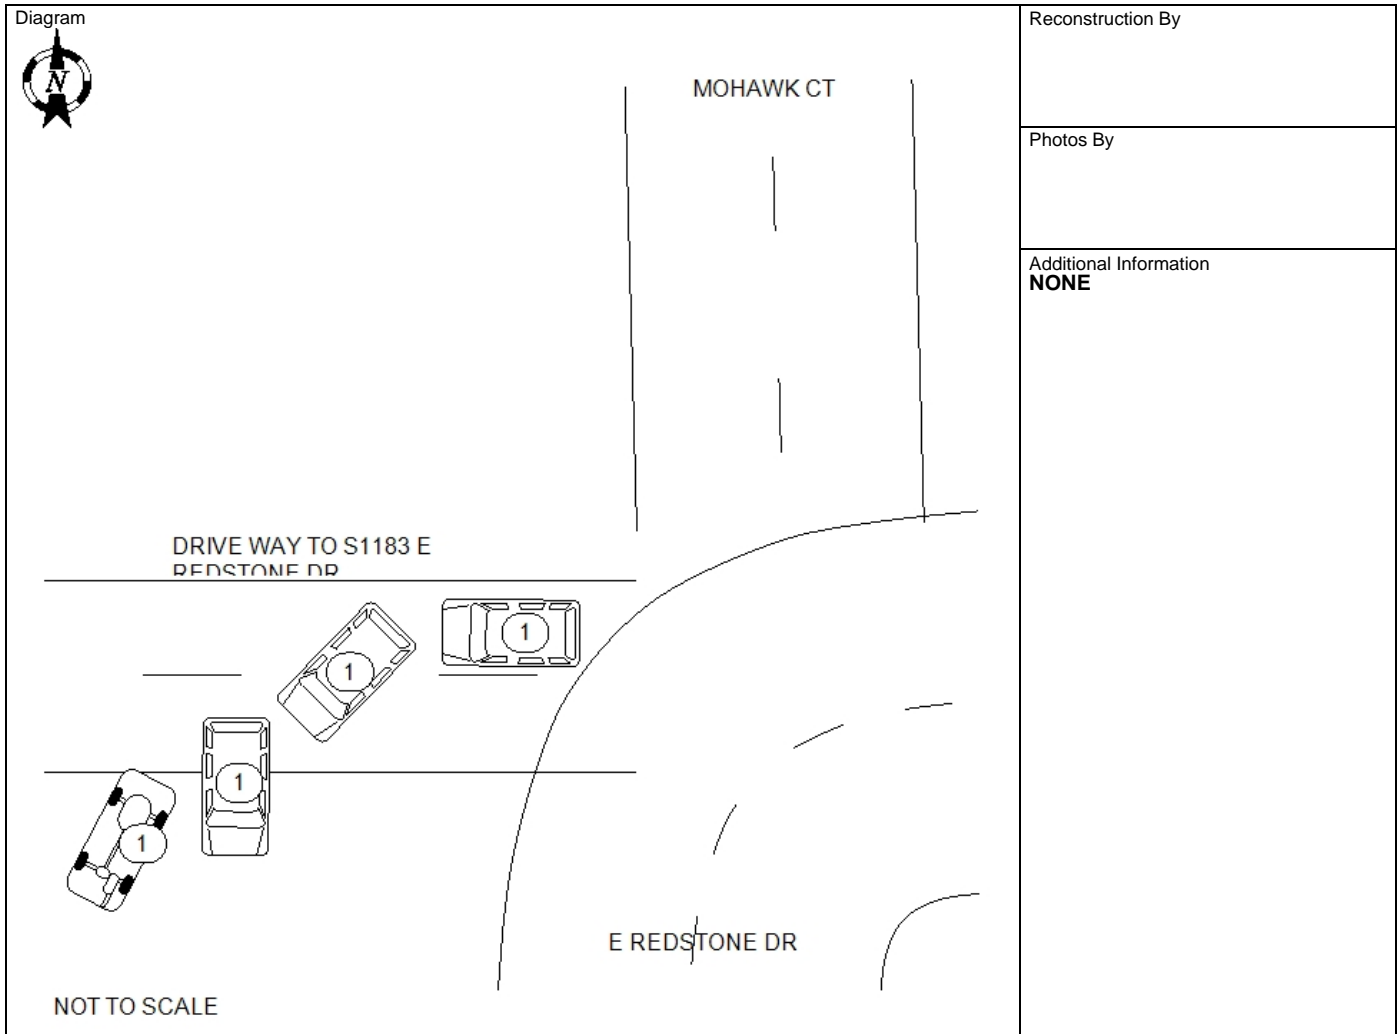 Diagram
N
MOHAWK CT
DRIVE WAY TO S1183 E
REDSTONE DR
1
1
1
1
E REDSTONE DR
NOT TO SCALE
Reconstruction By
Photos By
Additional Information
NONE